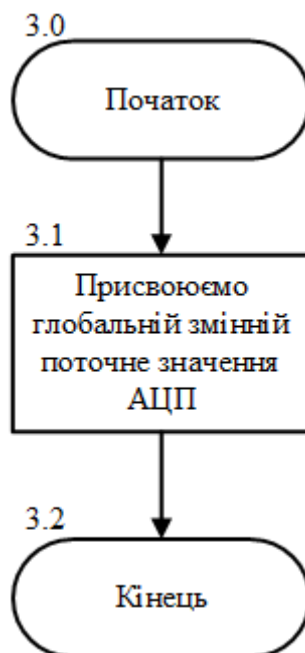 3.0
Початок
3.1
Присвоюємо
глобальній змінній
поточне значення
АЦП
3.2
Кінець